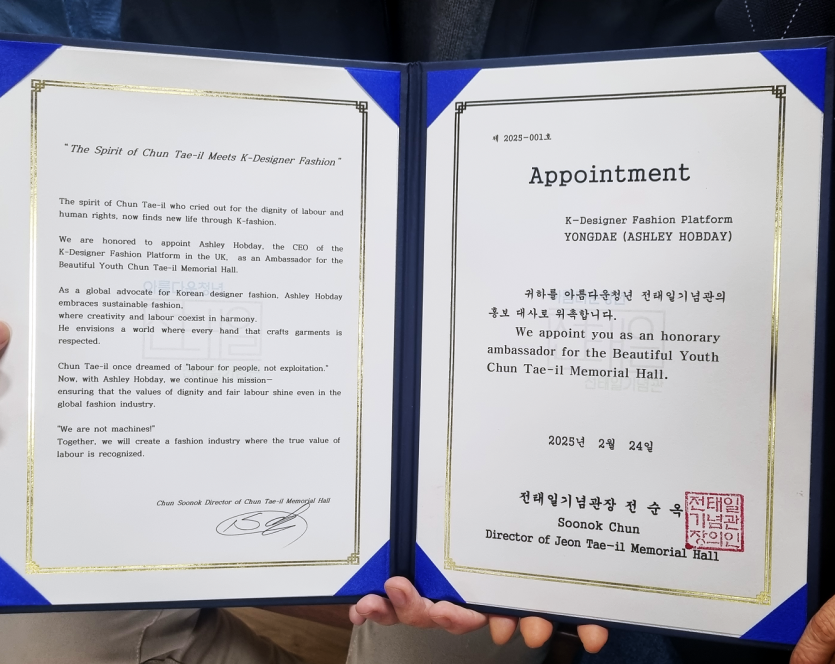 "The Spirit of Chun Tae-il Meets K-Designer Fashion"
The spirit of Chun Tae-il who cried out for the dignity of labour and
human rights, now finds new life through K-fashion.
We are honored to appoint Ashley Hobday, the CEO of the
K-Designer Fashion Platform in the UK, as an Ambassador for the
Beautiful Youth Chun Tae-il Memorial Hall.
As a global advocate for Korean designer fashion, Ashley Hobday
embraces sustainable fashion,
where creativity and labour coexist in harmony.
He envisions a world where every hand that crafts garments is
respected.
Chun Tae-il once dreamed of "labour for people, not exploitation."
Now, with Ashley Hobday, we continue his mission—
ensuring that the values of dignity and fair labour shine even in the
global fashion industry.
"We are not machines!"
Together, we will create a fashion industry where the true value of
labour is recognized.
Chun Soonok Director of Chun Tae-il Memorial Hall
제 2025-001호
Appointment
K-Designer Fashion Platform
YONGDAE (ASHLEY HOBDAY)
귀하를 아름다운청년 전태일기념관의
홍보 대사로 위촉합니다.
We appoint you as an honorary
ambassador for the Beautiful Youth
Chun Tae-il Memorial Hall.
2025년 2월 24일
전태일기념관장 전 순 옥
Soonok Chun
Director of Jeon Tae-il Memorial Hall
전태일
기념관
장의인